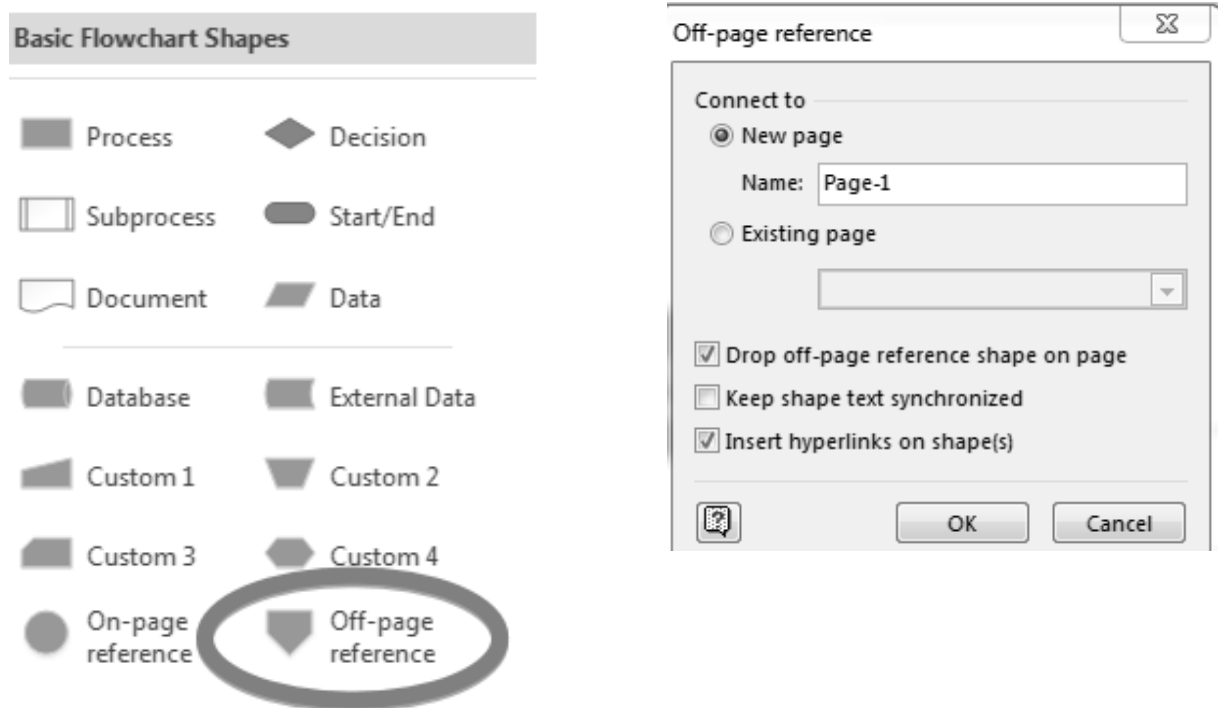 Basic Flowchart Shapes
Process
Decision
Subprocess
Start/End
Document
Data
Database
External Data
Custom 1
Custom 2
Custom 3
Custom 4
On-page
reference
Off-page
reference
Off-page reference
Connect to
New page
Name: Page-1
Existing page
Drop off-page reference shape on page
Keep shape text synchronized
Insert hyperlinks on shape(s)
OK
Cancel